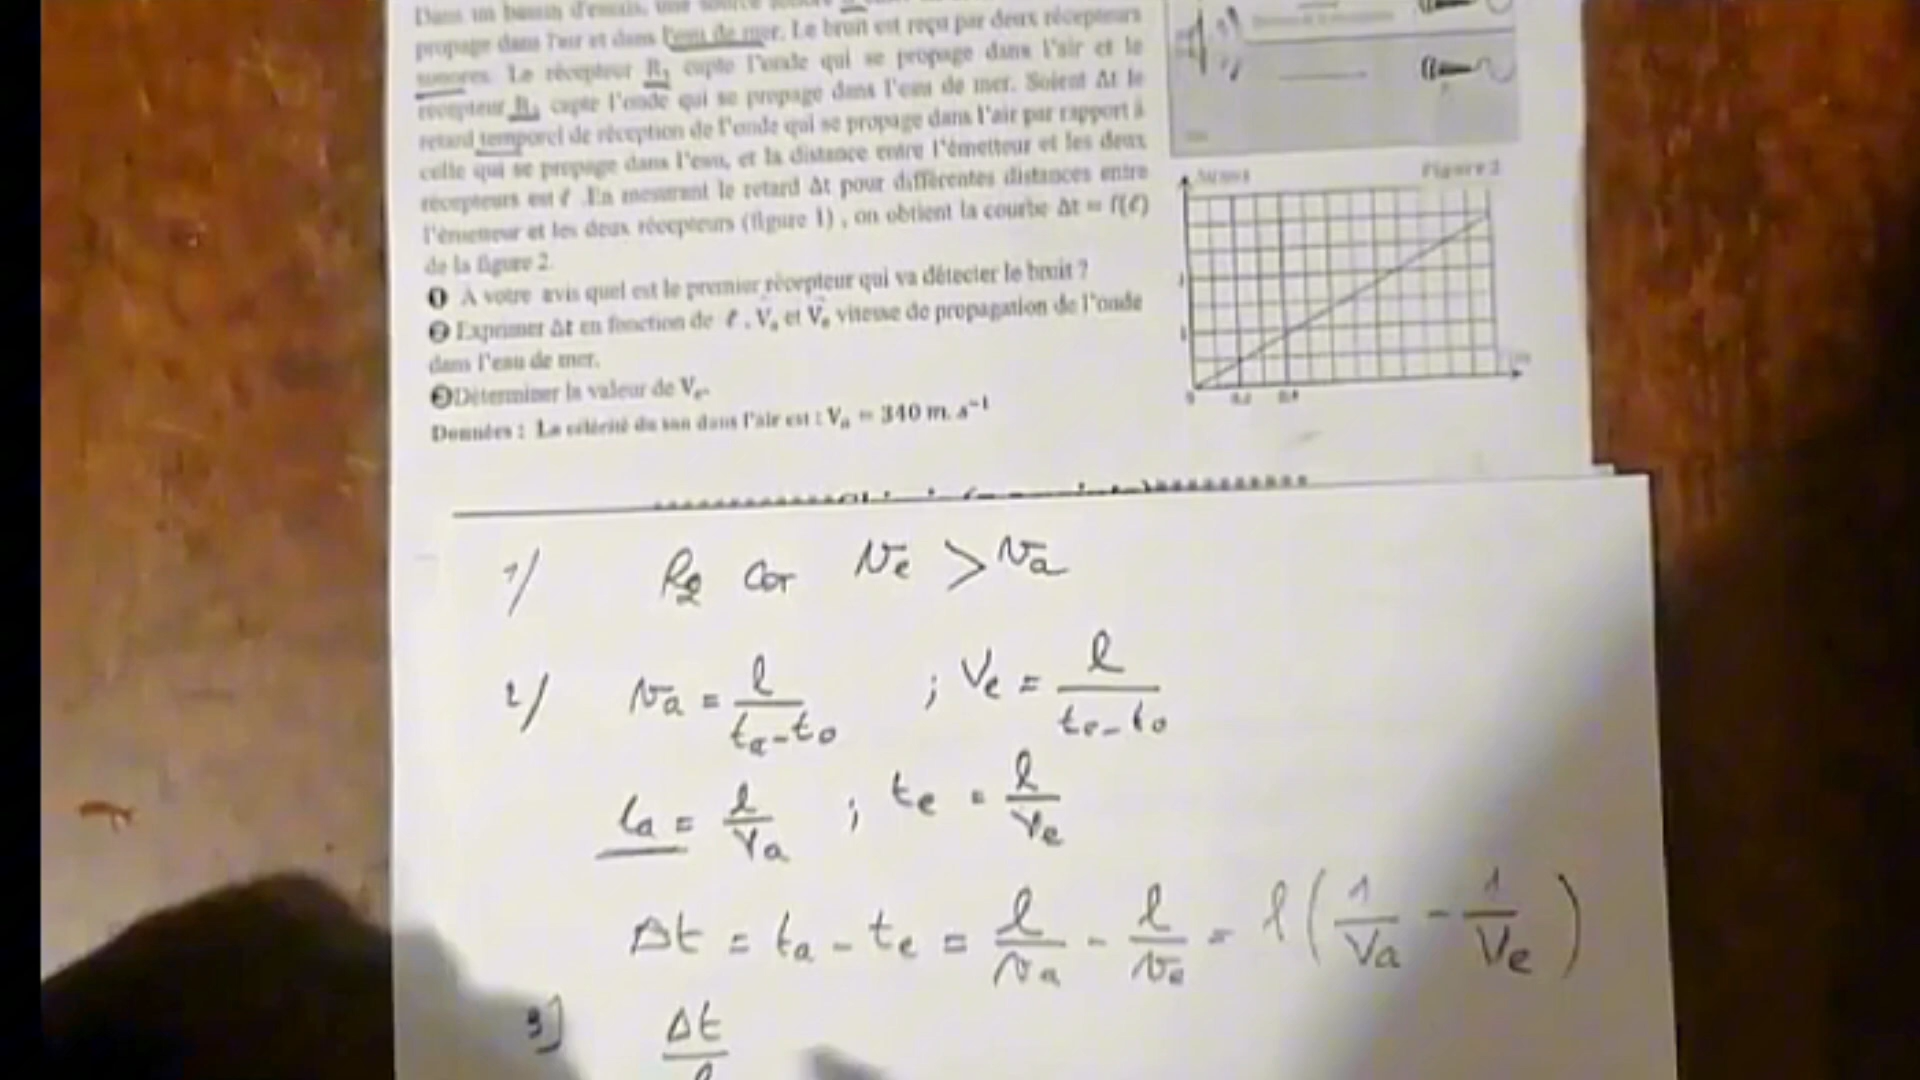 propage dans l'air et dans l'eau de mer. Le bruit est reçu par deux récepteurs
sonores. Le récepteur R₁ capte l'onde qui se propage dans l'air et le
récepteur R₂ capte l'onde qui se propage dans l'eau de mer. Soient Δt le
retard temporel de réception de l'onde qui se propage dans l'air par rapport à
celle qui se propage dans l'eau, et la distance entre l'émetteur et les deux
récepteurs est ℓ .En mesurant le retard Δt pour différentes distances entre
l'émetteur et les deux récepteurs (figure 1) , on obtient la courbe Δt = f(ℓ)
de la figure 2.
❶ A votre avis quel est le premier récepteur qui va détecter le bruit ?
❷ Exprimer Δt en fonction de ℓ , Vₐ et Vₑ vitesse de propagation de l'onde
dans l'eau de mer.
❸Déterminer la valeur de Vₑ.
Données : La célérité du son dans l'air est : Vₐ = 340 m. s⁻¹
Figure 2
0
1/ R₂ car Ve > Va
2/ Va = l/(ta-to) ; Ve = l/(te-to)
ta = l/Va ; te = l/Ve
Δt = ta - te = l/Va - l/Ve = l(1/Va - 1/Ve)
3] Δt